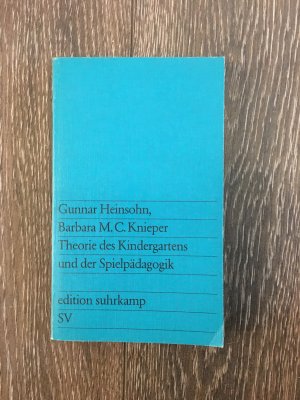 Gunnar Heinsohn,
Barbara M. C. Knieper
Theorie des Kindergartens
und der Spielpädagogik
edition suhrkamp
SV